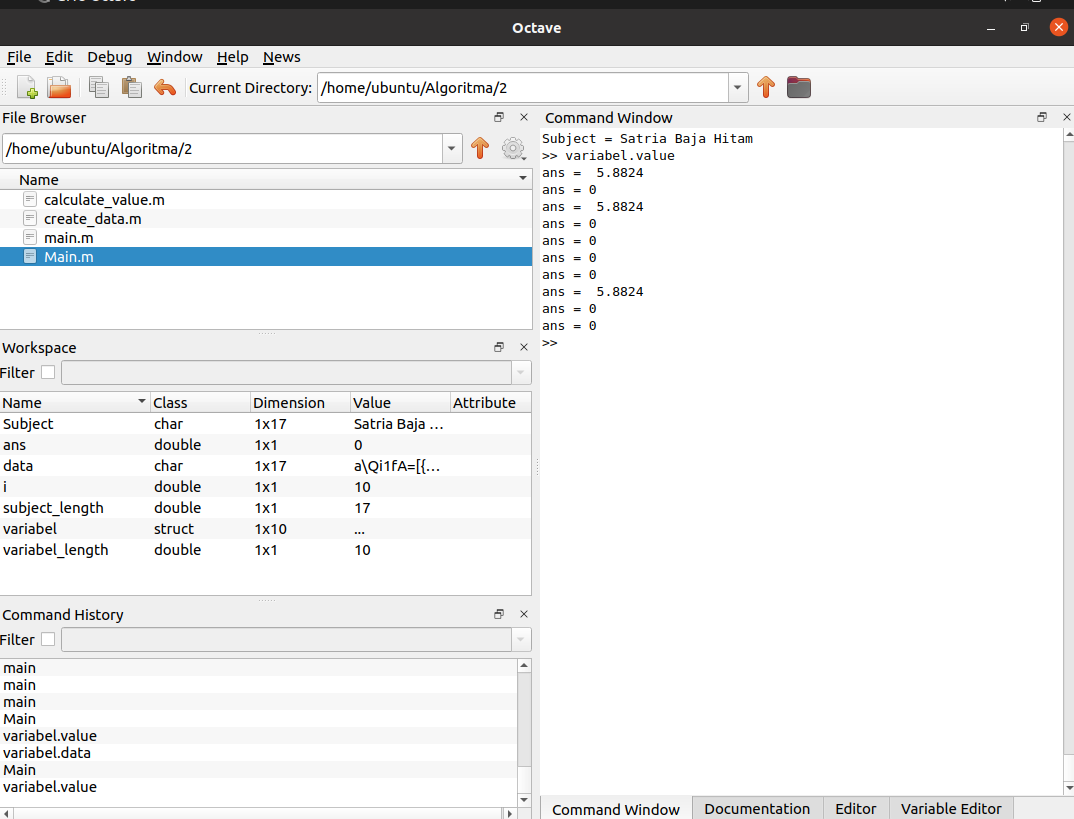 Octave
File Edit Debug Window Help News
Current Directory: /home/ubuntu/Algoritma/2
File Browser
/home/ubuntu/Algoritma/2
Name
calculate_value.m
create_data.m
main.m
Main.m
Workspace
Filter
Name Class Dimension Value Attribute
Subject char 1x17 Satria Baja ...
ans double 1x1 0
data char 1x17 a\Qi1fA=[{...
i double 1x1 10
subject_length double 1x1 17
variabel struct 1x10 ...
variabel_length double 1x1 10
Command History
Filter
main
main
main
Main
variabel.value
variabel.data
Main
variabel.value
Command Window
Subject = Satria Baja Hitam
>> variabel.value
ans =  5.8824
ans = 0
ans =  5.8824
ans = 0
ans = 0
ans = 0
ans = 0
ans =  5.8824
ans = 0
ans = 0
>>
Command Window Documentation Editor Variable Editor